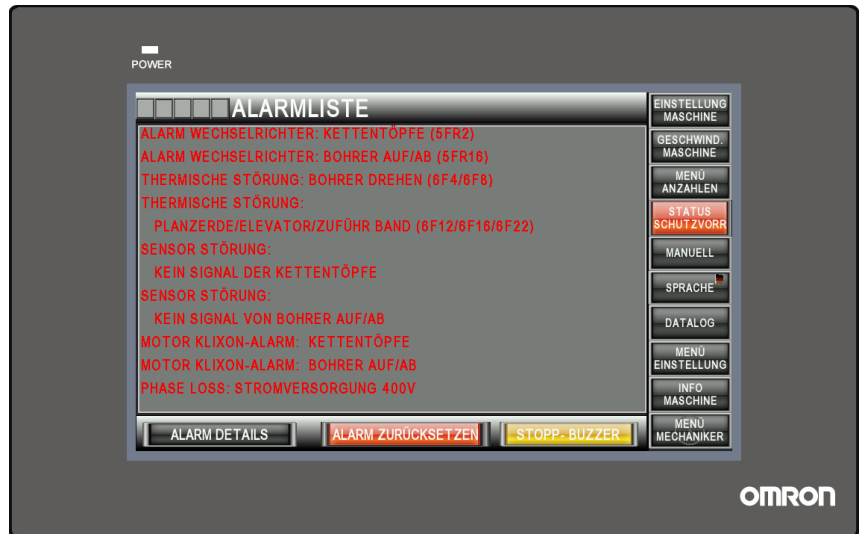 POWER
ALARMLISTE
ALARM WECHSELRICHTER: KETTENTÖPFE (5FR2)
ALARM WECHSELRICHTER: BOHRER AUF/AB (5FR16)
THERMISCHE STÖRUNG: BOHRER DREHEN (6F4/6F8)
THERMISCHE STÖRUNG:
PLANZERDE/ELEVATOR/ZUFÜHR BAND (6F12/6F16/6F22)
SENSOR STÖRUNG:
KEIN SIGNAL DER KETTENTÖPFE
SENSOR STÖRUNG:
KEIN SIGNAL VON BOHRER AUF/AB
MOTOR KLIXON-ALARM: KETTENTÖPFE
MOTOR KLIXON-ALARM: BOHRER AUF/AB
PHASE LOSS: STROMVERSORGUNG 400V
ALARM DETAILS
ALARM ZURÜCKSETZEN
STOPP- BUZZER
EINSTELLUNG
MASCHINE
GESCHWIND.
MASCHINE
MENÜ
ANZAHLEN
STATUS
SCHUTZVORR
MANUELL
SPRACHE
DATALOG
MENÜ
EINSTELLUNG
INFO
MASCHINE
MENÜ
MECHANIKER
OMRON